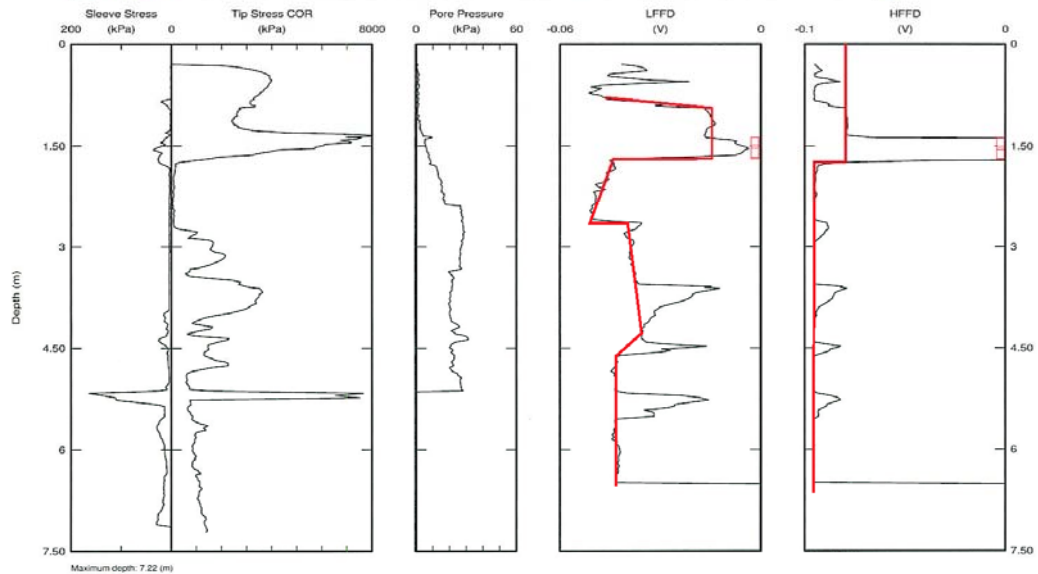 Sleeve Stress Tip Stress COR Pore Pressure LFFD HFFD
(kPa) (kPa) (kPa) (V) (V)
200 0 8000 0 60 -0.06 0 -0.1 0
0 0
1.50 1.50
3 3
Depth (m)
4.50 4.50
6 6
7.50 7.50
Maximum depth: 7.22 (m)